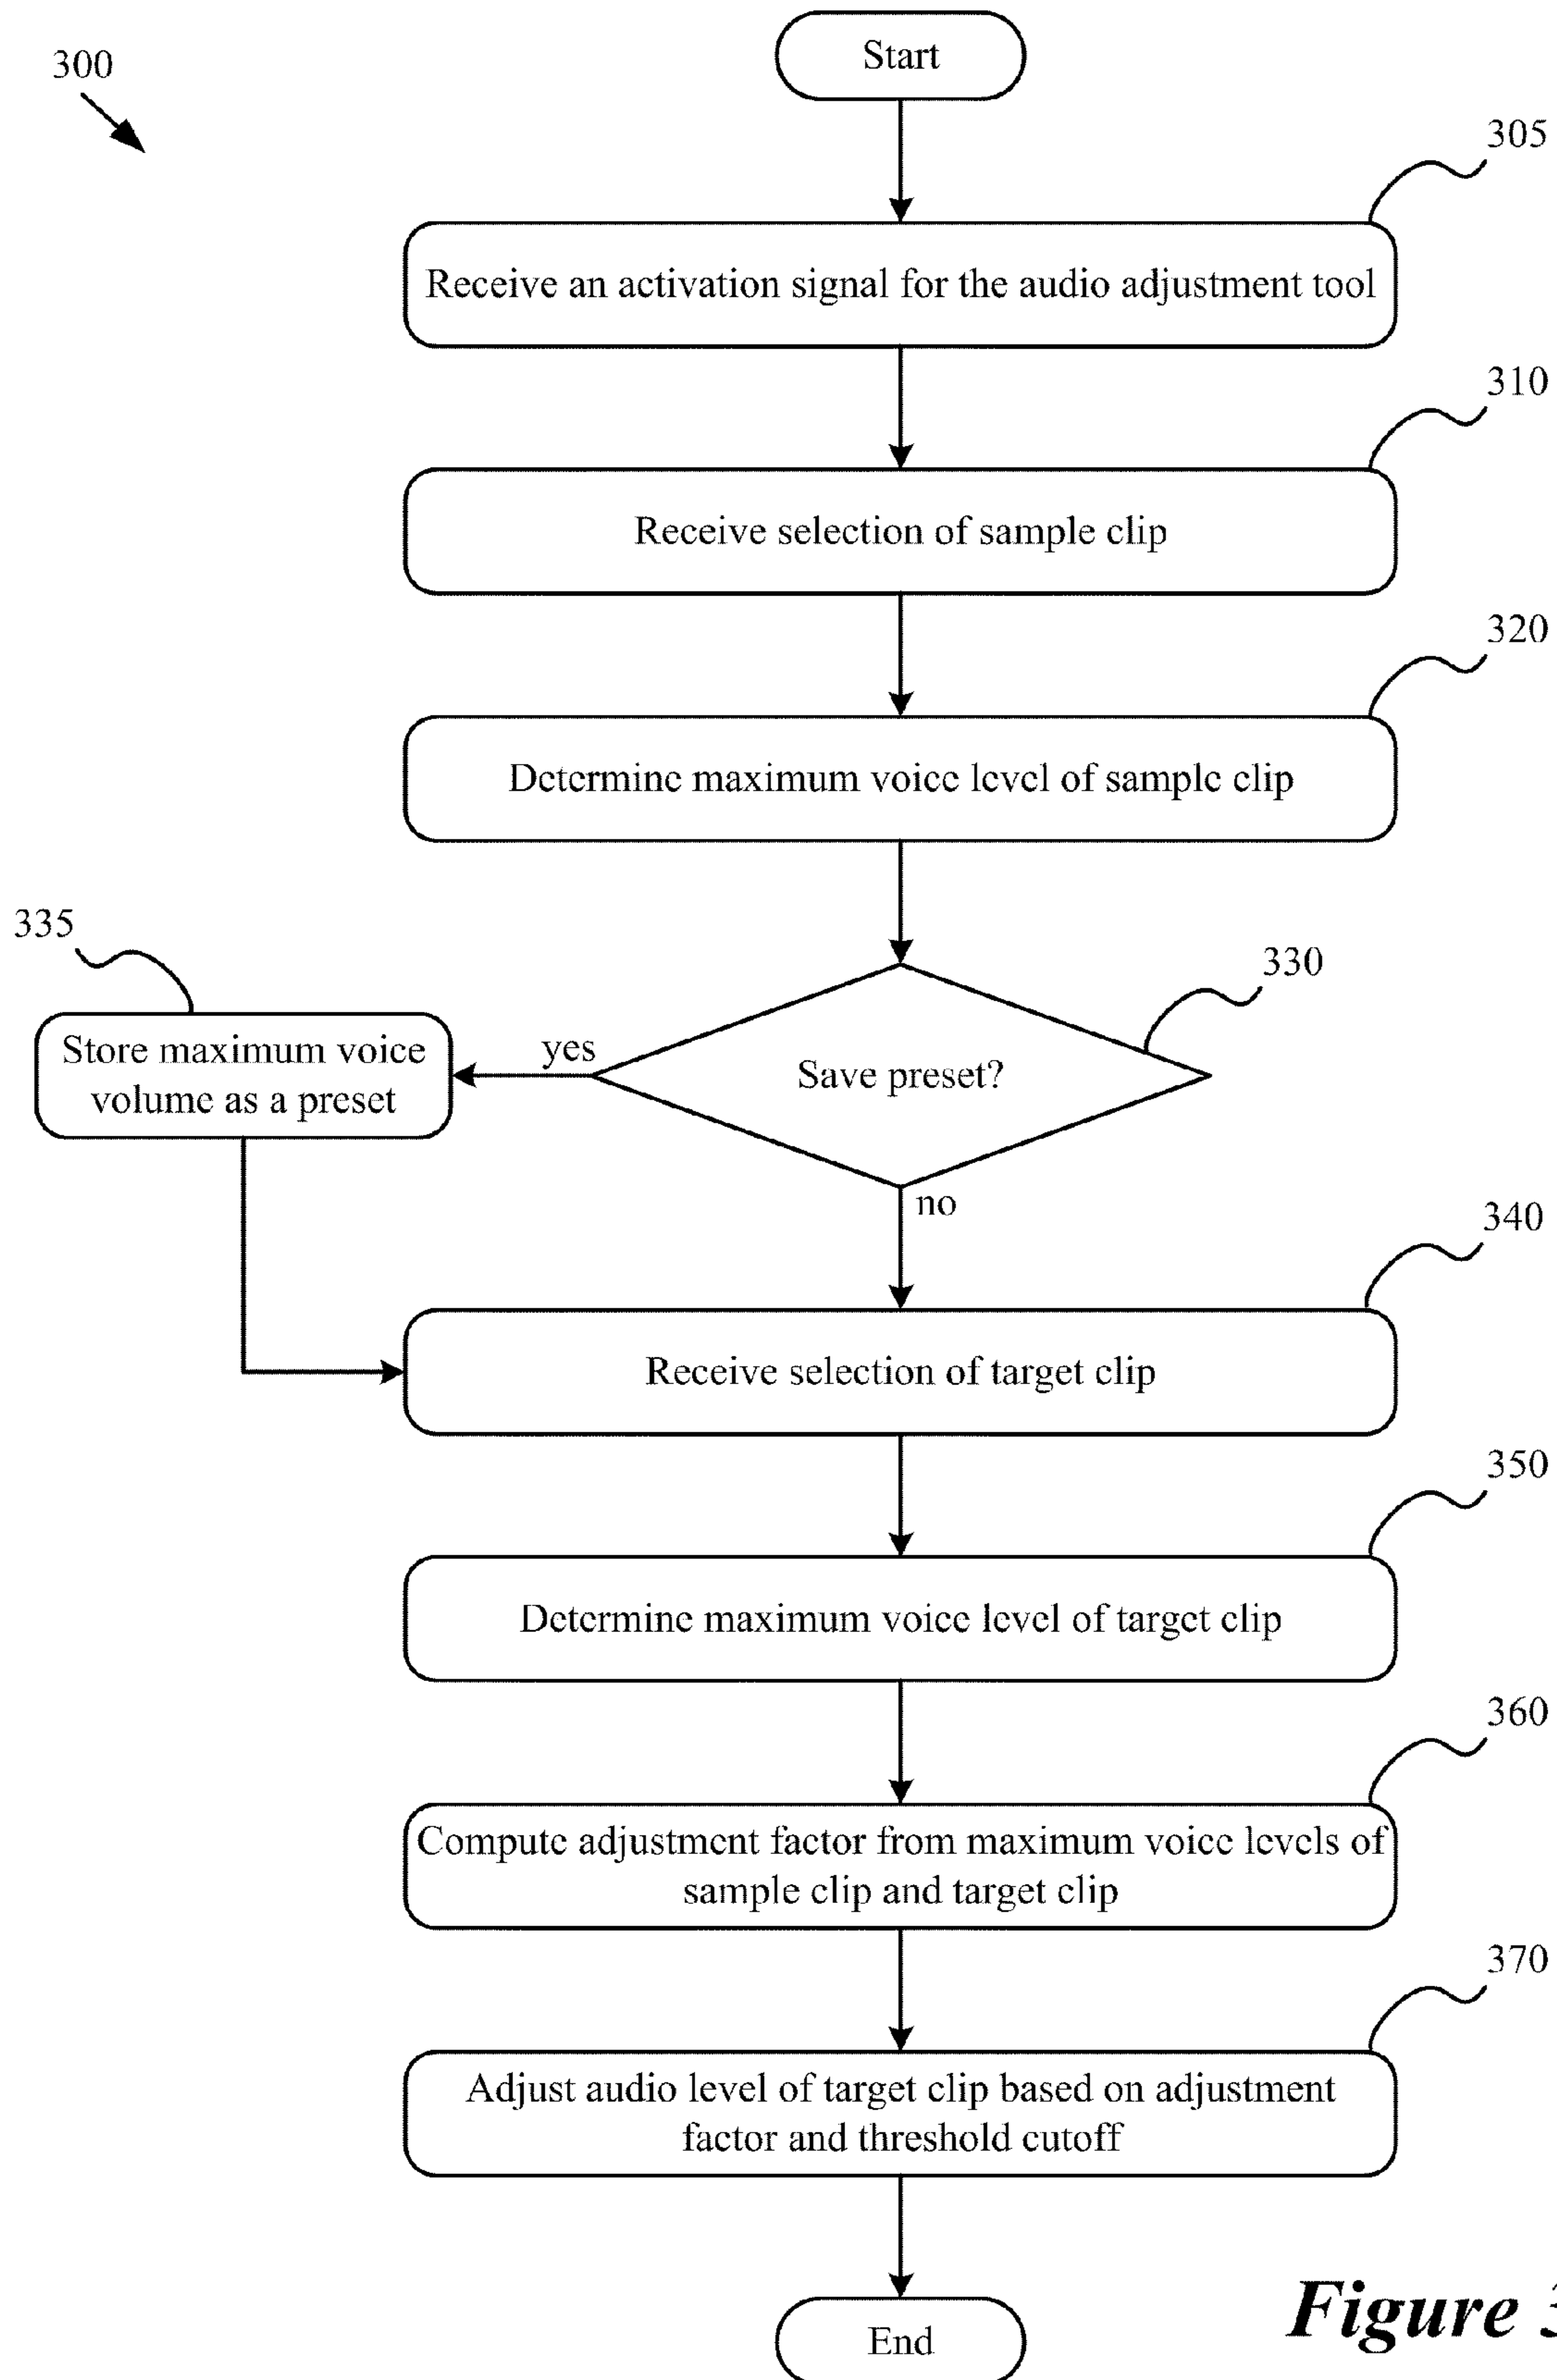 300
Start
305
Receive an activation signal for the audio adjustment tool
310
Receive selection of sample clip
320
Determine maximum voice level of sample clip
335
330
Store maximum voice
volume as a preset
yes
Save preset?
no
340
Receive selection of target clip
350
Determine maximum voice level of target clip
360
Compute adjustment factor from maximum voice levels of
sample clip and target clip
370
Adjust audio level of target clip based on adjustment
factor and threshold cutoff
End
Figure 3